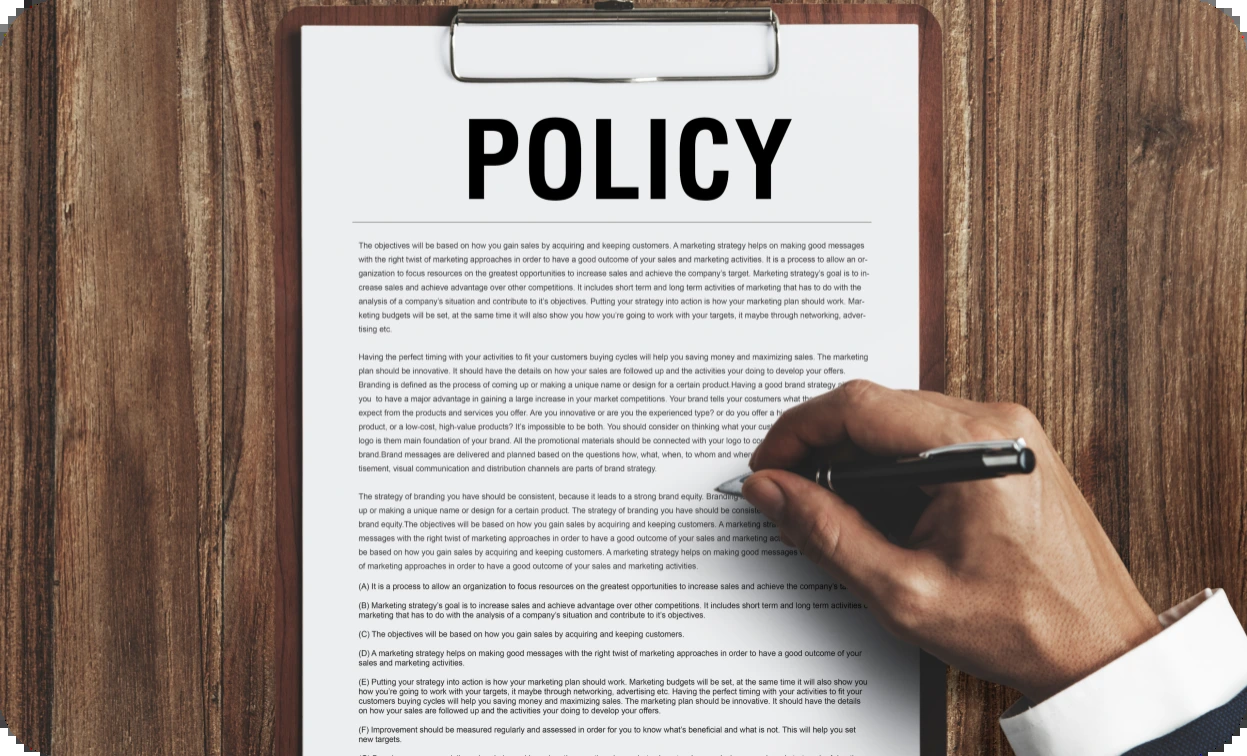 POLICY
The objectives will be based on how you gain sales by acquiring and keeping customers. A marketing strategy helps on making good messages
with the right twist of marketing approaches in order to have a good outcome of your sales and marketing activities. It is a process to allow an or-
ganization to focus resources on the greatest opportunities to increase sales and achieve the company's target. Marketing strategy's goal is to in-
crease sales and achieve advantage over other competitions. It includes short term and long term activities of marketing that has to do with the
analysis of a company's situation and contribute to it's objectives. Putting your strategy into action is how your marketing plan should work. Mar-
keting budgets will be set, at the same time it will also show you how you're going to work with your targets, it maybe through networking, adver-
tising etc.
Having the perfect timing with your activities to fit your customers buying cycles will help you saving money and maximizing sales. The marketing
plan should be innovative. It should have the details on how your sales are followed up and the activities your doing to develop your offers.
Branding is defined as the process of coming up or making a unique name or design for a certain product.Having a good brand strategy
you to have a major advantage in gaining a large increase in your market competitions. Your brand tells your costumers what
expect from the products and services you offer. Are you innovative or are you the experienced type? or do you offer a
product, or a low-cost, high-value products? It's impossible to be both. You should consider on thinking what your
logo is them main foundation of your brand. All the promotional materials should be connected with your logo to
brand.Brand messages are delivered and planned based on the questions how, what, when, to whom and
tisement, visual communication and distribution channels are parts of brand strategy.
The strategy of branding you have should be consistent, because it leads to a strong brand equity. Branding
up or making a unique name or design for a certain product. The strategy of branding you have should be
brand equity.The objectives will be based on how you gain sales by acquiring and keeping customers. A marketing
messages with the right twist of marketing approaches in order to have a good outcome of your sales and marketing
be based on how you gain sales by acquiring and keeping customers. A marketing strategy helps on making good messages
of marketing approaches in order to have a good outcome of your sales and marketing activities.
(A) It is a process to allow an organization to focus resources on the greatest opportunities to increase sales and achieve the company's
(B) Marketing strategy's goal is to increase sales and achieve advantage over other competitions. It includes short term and long term activities
marketing that has to do with the analysis of a company's situation and contribute to it's objectives.
(C) The objectives will be based on how you gain sales by acquiring and keeping customers.
(D) A marketing strategy helps on making good messages with the right twist of marketing approaches in order to have a good outcome of your
sales and marketing activities.
(E) Putting your strategy into action is how your marketing plan should work. Marketing budgets will be set, at the same time it will also show you
how you're going to work with your targets, it maybe through networking, advertising etc. Having the perfect timing with your activities to fit your
customers buying cycles will help you saving money and maximizing sales. The marketing plan should be innovative. It should have the details
on how your sales are followed up and the activities your doing to develop your offers.
(F) Improvement should be measured regularly and assessed in order for you to know what's beneficial and what is not. This will help you set
new targets.